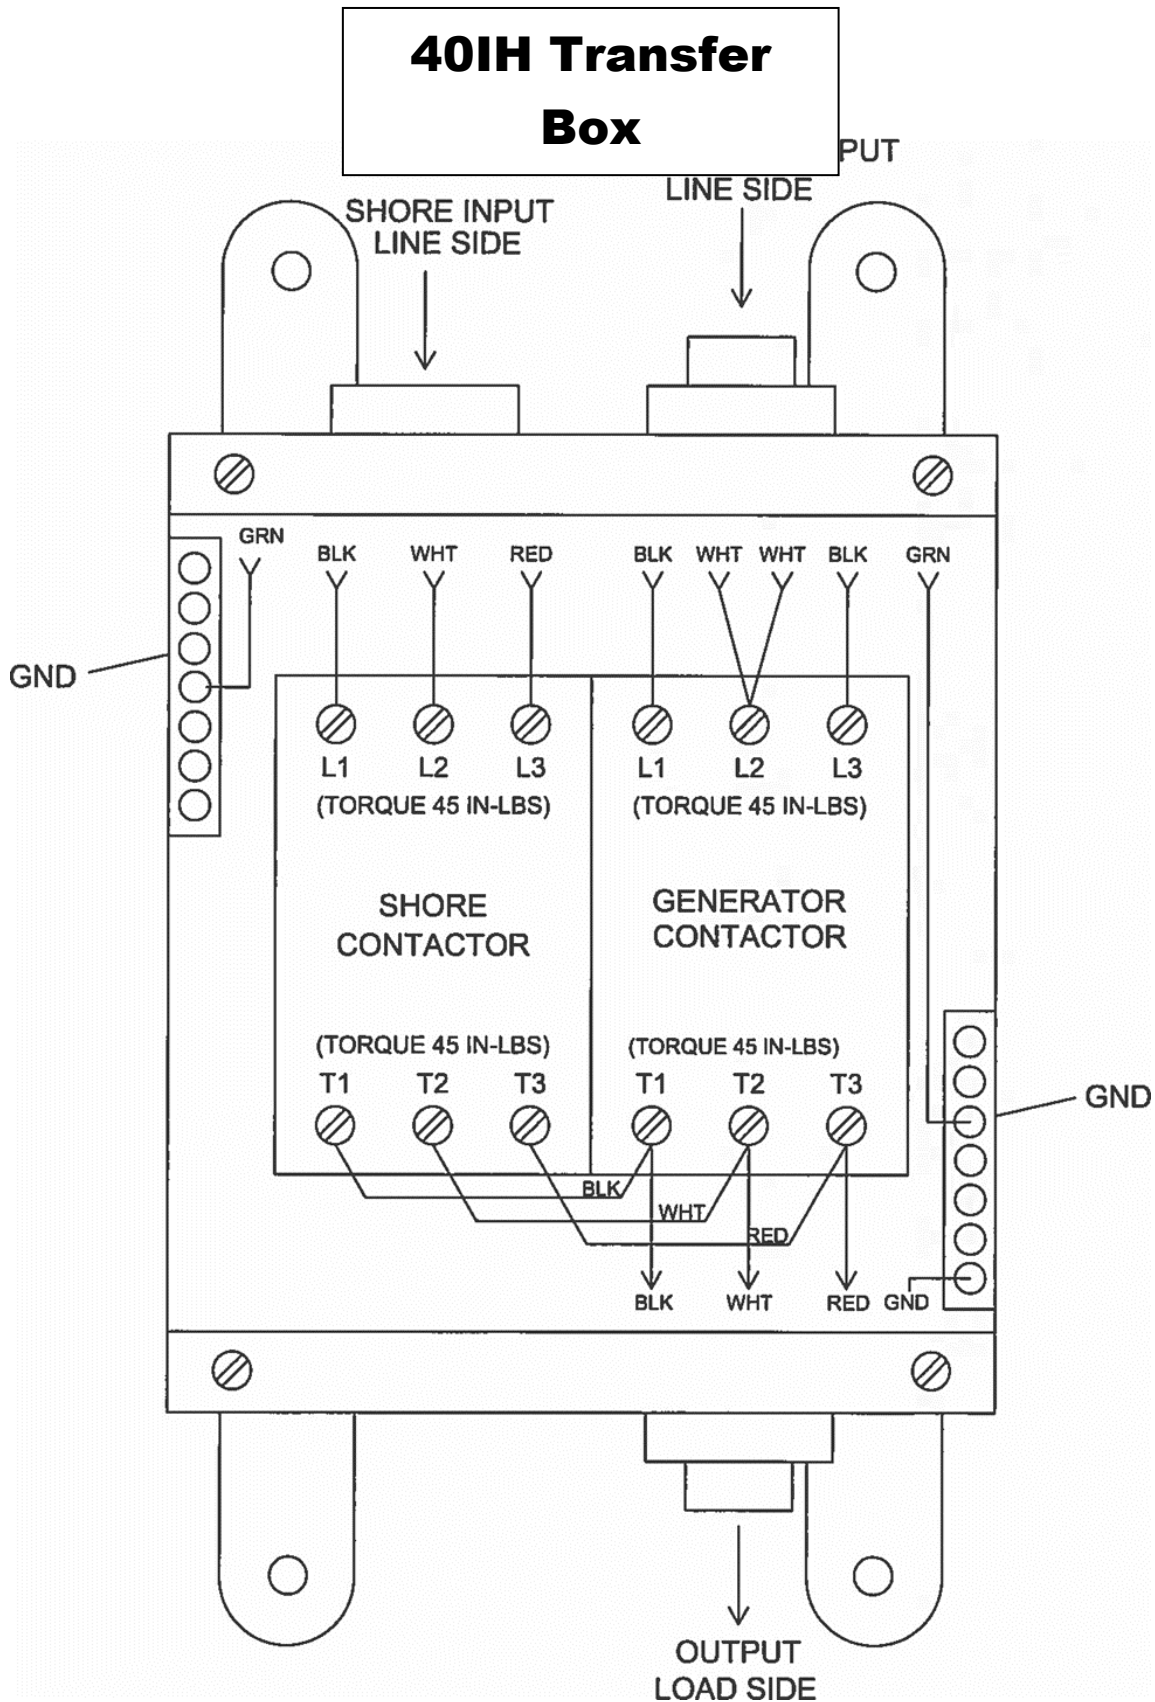 40IH Transfer
Box
PUT
LINE SIDE
SHORE INPUT
LINE SIDE
GRN
BLK WHT RED BLK WHT WHT BLK GRN
GND
L1 L2 L3 L1 L2 L3
(TORQUE 45 IN-LBS) (TORQUE 45 IN-LBS)
SHORE
CONTACTOR
GENERATOR
CONTACTOR
(TORQUE 45 IN-LBS) (TORQUE 45 IN-LBS)
T1 T2 T3 T1 T2 T3
GND
BLK
WHT
RED
BLK WHT RED GND
OUTPUT
LOAD SIDE